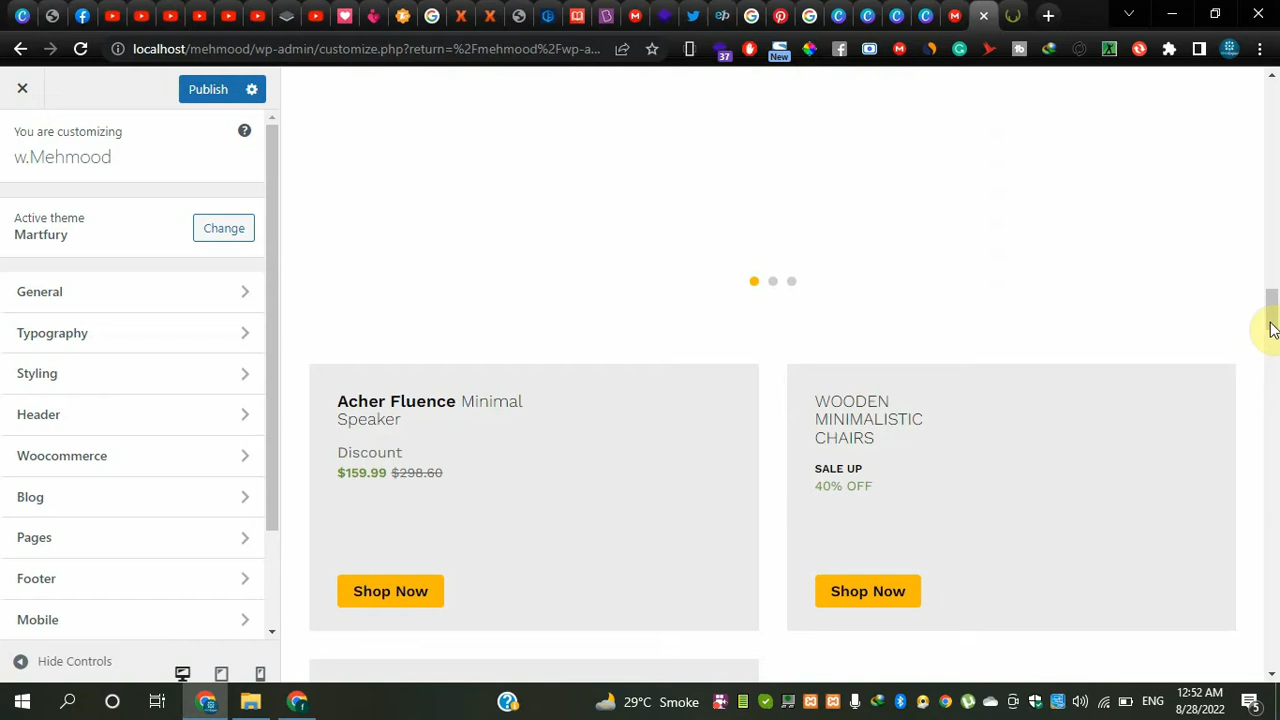 localhost/mehmood/wp-admin/customize.php?return=%2Fmehmood%2Fwp-a...
37
New
Publish
You are customizing
w.Mehmood
Active theme
Martfury
Change
General
Typography
Styling
Header
Woocommerce
Blog
Pages
Footer
Mobile
Hide Controls
Acher Fluence Minimal
Speaker
Discount
$159.99 $298.60
Shop Now
WOODEN
MINIMALISTIC
CHAIRS
SALE UP
40% OFF
Shop Now
29°C Smoke
ENG
12:52 AM
8/28/2022
5